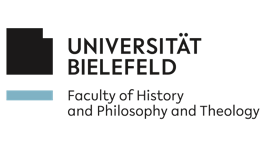 UNIVERSITÄT
BIELEFELD
Faculty of History
and Philosophy and Theology